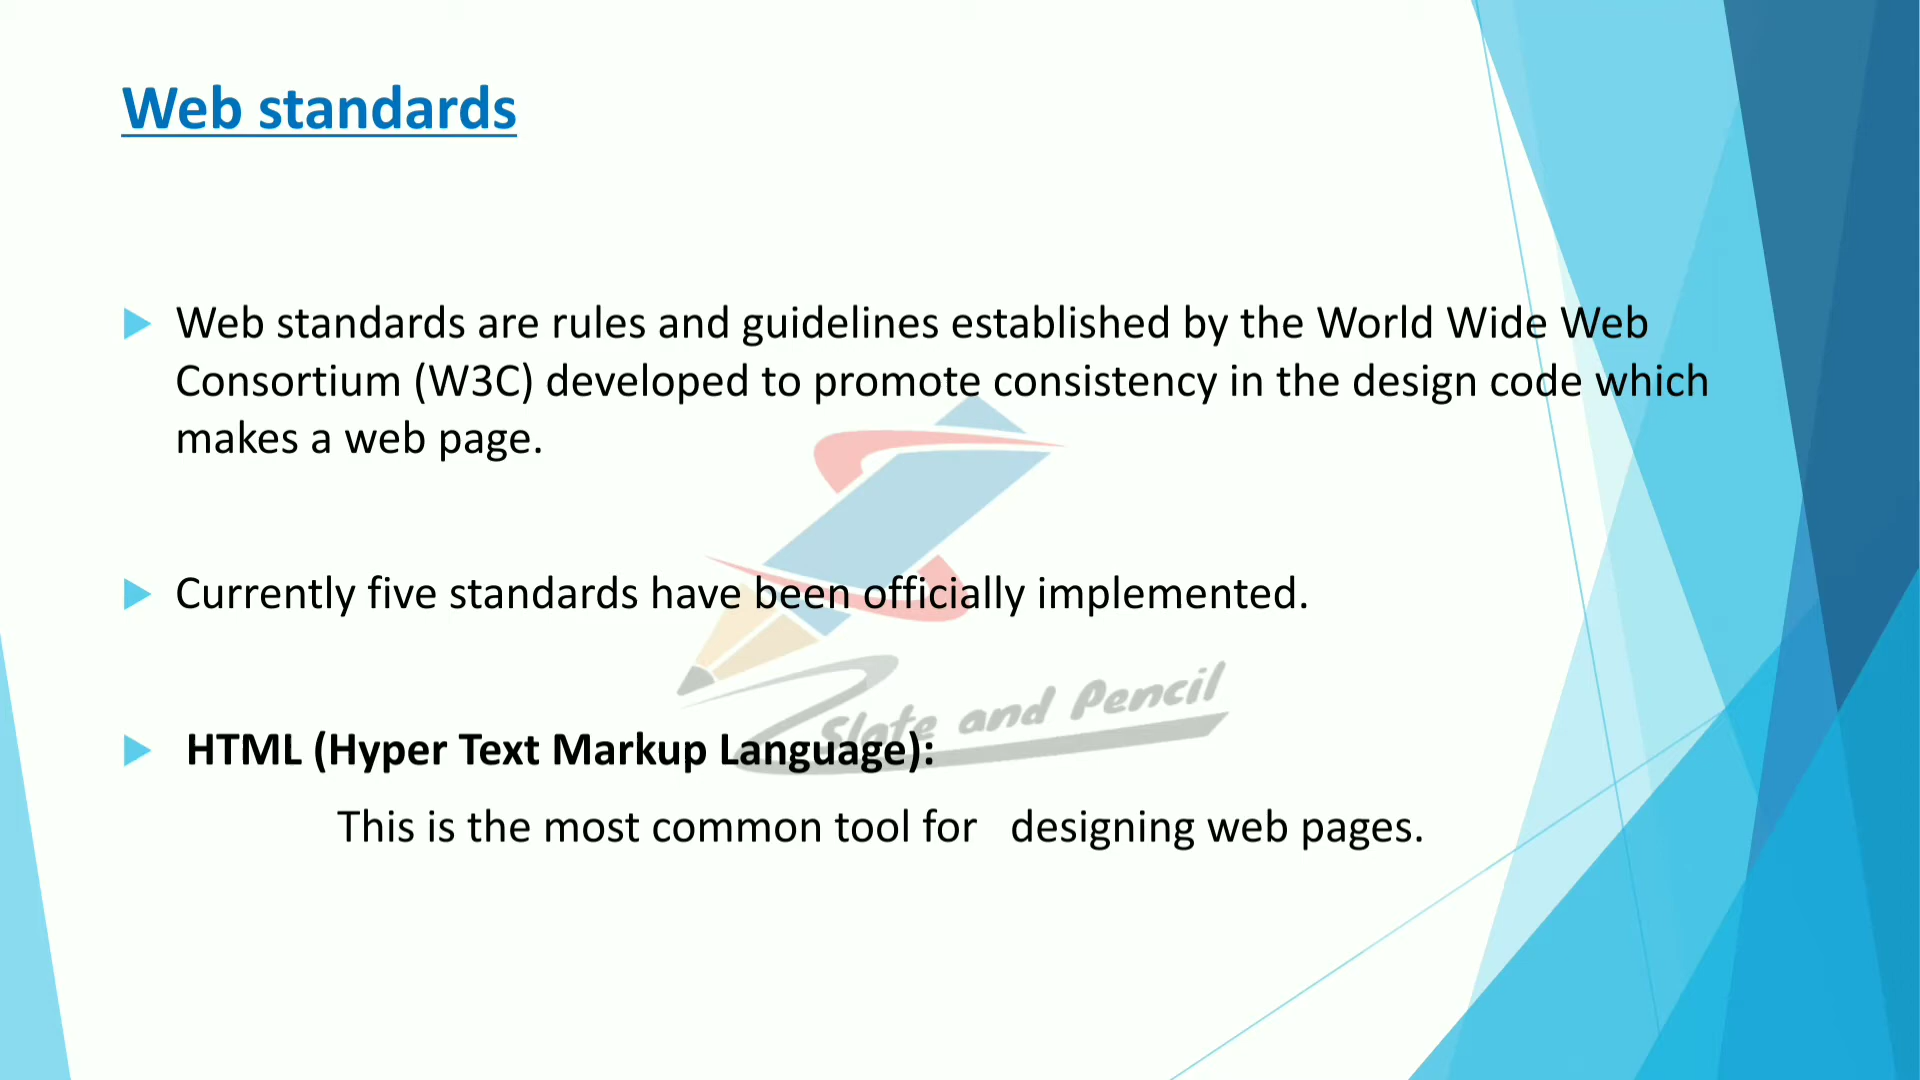 Web standards
Web standards are rules and guidelines established by the World Wide Web
Consortium (W3C) developed to promote consistency in the design code which
makes a web page.
Currently five standards have been officially implemented.
Slate and Pencil
HTML (Hyper Text Markup Language):
This is the most common tool for   designing web pages.